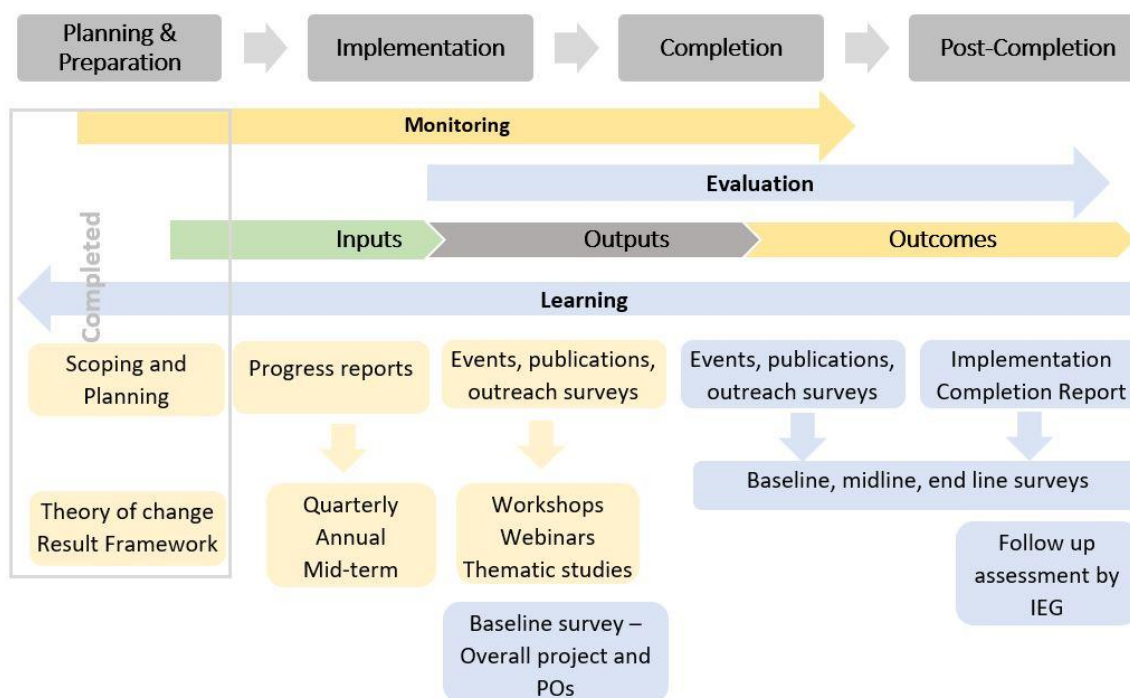 Planning &
Preparation
Implementation
Completion
Post-Completion
Monitoring
Evaluation
Completed
Inputs
Outputs
Outcomes
Learning
Scoping and
Planning
Progress reports
Events, publications,
outreach surveys
Events, publications,
outreach surveys
Implementation
Completion Report
Theory of change
Result Framework
Quarterly
Annual
Mid-term
Workshops
Webinars
Thematic studies
Baseline, midline, end line surveys
Baseline survey –
Overall project and
POs
Follow up
assessment by
IEG